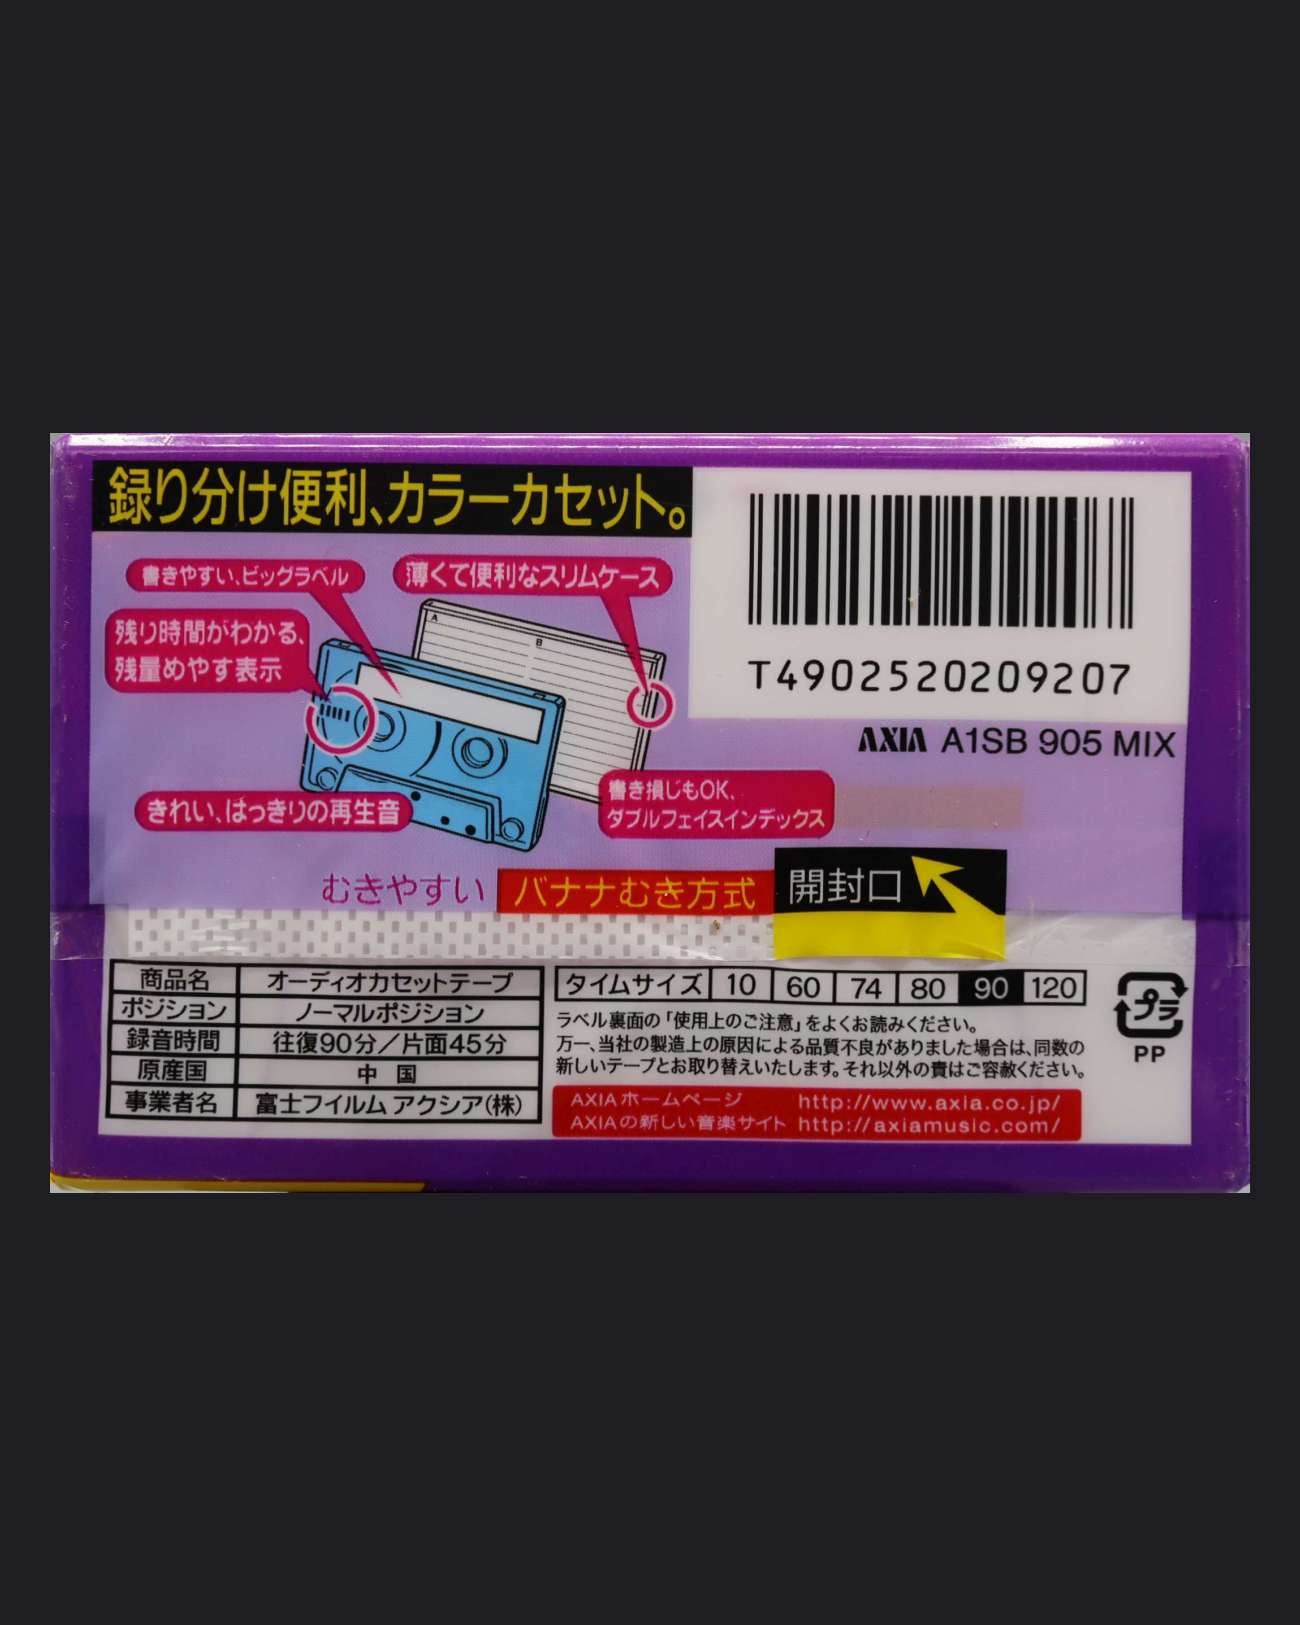 録り分け便利、カラーカセット。
書きやすい、ビッグラベル
薄くて便利なスリムケース
残り時間がわかる、
残量めやす表示
A
B
きれい、はっきりの再生音
書き損じもOK、
ダブルフェイスインデックス
T4902520209207
AXIA A1SB 905 MIX
むきやすい バナナむき方式 開封口
商品名 オーディオカセットテープ
ポジション ノーマルポジション
録音時間 往復90分／片面45分
原産国 中 国
事業者名 富士フイルム アクシア(株)
タイムサイズ 10 60 74 80 90 120
ラベル裏面の「使用上のご注意」をよくお読みください。
万一、当社の製造上の原因による品質不良がありました場合は、同数の
新しいテープとお取り替えいたします。それ以外の責はご容赦ください。
AXIAホームページ http://www.axia.co.jp/
AXIAの新しい音楽サイト http://axiamusic.com/
プラ
PP